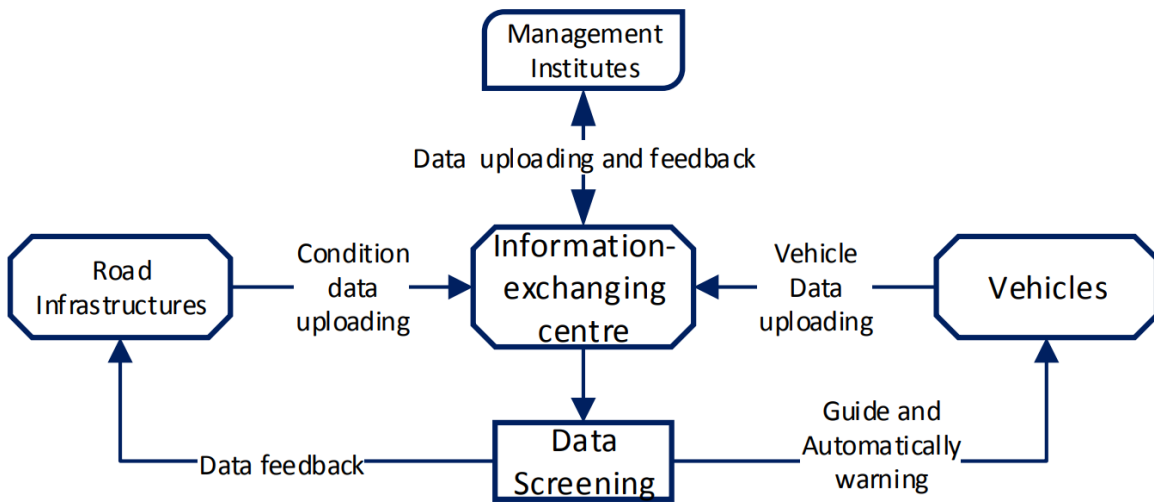 Management
Institutes
Data uploading and feedback
Road
Infrastructures
Condition
data
uploading
Information-
exchanging
centre
Vehicle
Data
uploading
Vehicles
Data feedback
Data
Screening
Guide and
Automatically
warning